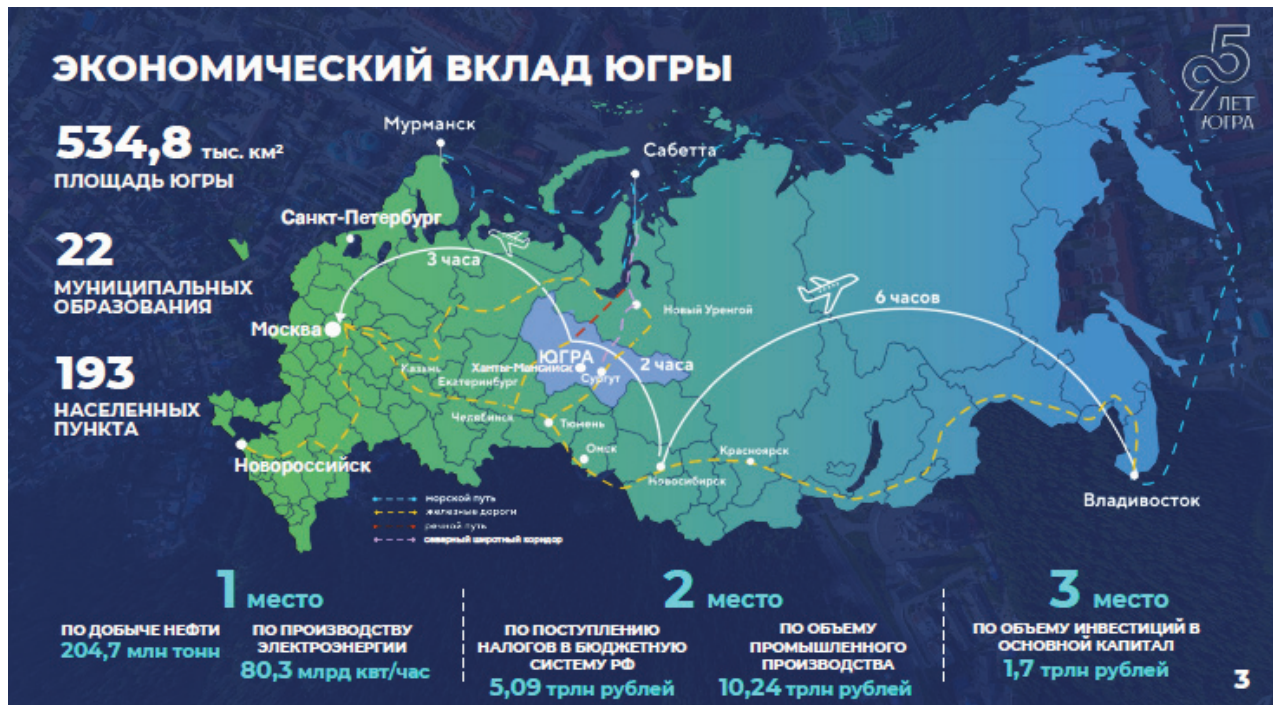 ЭКОНОМИЧЕСКИЙ ВКЛАД ЮГРЫ
95
ЛЕТ
ЮГРА
534,8 тыс. км²
ПЛОЩАДЬ ЮГРЫ
22
МУНИЦИПАЛЬНЫХ
ОБРАЗОВАНИЯ
193
НАСЕЛЕННЫХ
ПУНКТА
Мурманск
Сабетта
Санкт-Петербург
3 часа
6 часов
Новый Уренгой
Москва
ЮГРА
2 часа
Казань
Ханты-Мансийск
Екатеринбург
Сургут
Челябинск
Тюмень
Омск
Красноярск
Новороссийск
Новосибирск
Владивосток
морской путь
железные дороги
речной путь
северный широтный коридор
1 место
ПО ДОБЫЧЕ НЕФТИ
204,7 млн тонн
ПО ПРОИЗВОДСТВУ
ЭЛЕКТРОЭНЕРГИИ
80,3 млрд квт/час
2 место
ПО ПОСТУПЛЕНИЮ
НАЛОГОВ В БЮДЖЕТНУЮ
СИСТЕМУ РФ
5,09 трлн рублей
ПО ОБЪЕМУ
ПРОМЫШЛЕННОГО
ПРОИЗВОДСТВА
10,24 трлн рублей
3 место
ПО ОБЪЕМУ ИНВЕСТИЦИЙ В
ОСНОВНОЙ КАПИТАЛ
1,7 трлн рублей
3